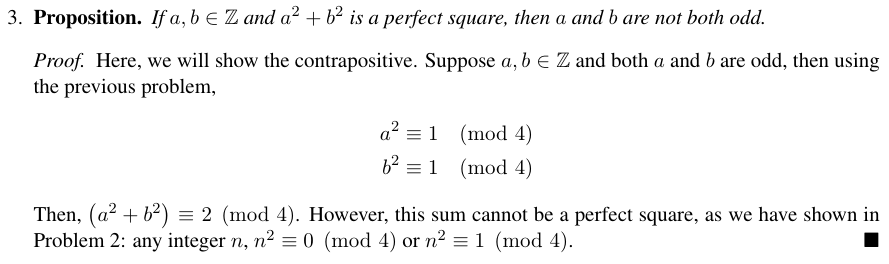 3. Proposition. If a, b ∈ ℤ and a² + b² is a perfect square, then a and b are not both odd.
Proof. Here, we will show the contrapositive. Suppose a, b ∈ ℤ and both a and b are odd, then using
the previous problem,
a² ≡ 1 (mod 4)
b² ≡ 1 (mod 4)
Then, (a² + b²) ≡ 2 (mod 4). However, this sum cannot be a perfect square, as we have shown in
Problem 2: any integer n, n² ≡ 0 (mod 4) or n² ≡ 1 (mod 4). ■